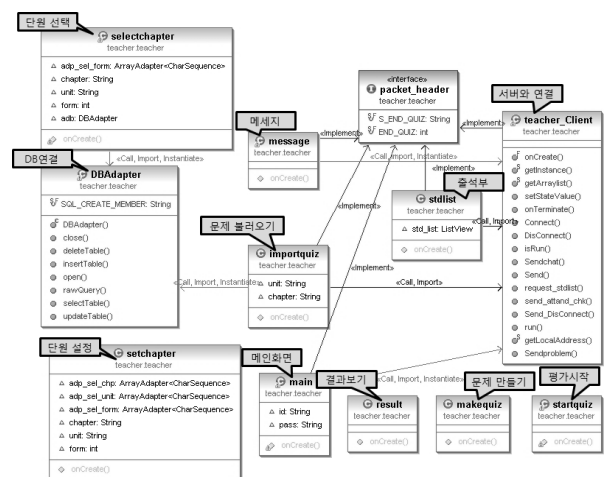 단원 선택
selectchapter
teacher.teacher
adp_sel_form: ArrayAdapter<CharSequence>
chapter: String
unit: String
form: int
adb: DBAdapter
onCreate()
«interface»
packet_header
teacher.teacher
S_END_QUIZ: String
END_QUIZ: int
서버와 연결
teacher_Client
teacher.teacher
onCreate()
getInstance()
getArraylist()
setStateValue()
onTerminate()
Connect()
DisConnect()
isRun()
Sendchat()
Send()
request_stdlist()
send_attand_chk()
Send_DisConnect()
run()
getLocalAddress()
Sendproblem()
메세지
message
teacher.teacher
«Implement»
«Implement»
«Implement»
«Implement»
«Implement»
DB연결
«Call, Import, Instantiate»
DBAdapter
teacher.teacher
SQL_CREATE_MEMBER: String
DBAdapter()
close()
deleteTable()
insertTable()
open()
rawQuery()
selectTable()
updateTable()
출석부
stdlist
teacher.teacher
std_list: ListView
onCreate()
«Call, Import»
문제 불러오기
importquiz
teacher.teacher
unit: String
chapter: String
onCreate()
«Call, Import, Instantiate»
«Call, Import»
단원 설정
setchapter
teacher.teacher
adp_sel_chp: ArrayAdapter<CharSequence>
adp_sel_unit: ArrayAdapter<CharSequence>
adp_sel_form: ArrayAdapter<CharSequence>
chapter: String
unit: String
form: int
onCreate()
메인화면
main
teacher.teacher
id: String
pass: String
onCreate()
Call, Import, Instantiate»
결과보기
result
teacher.teacher
onCreate()
문제 만들기
makequiz
teacher.teacher
onCreate()
평가시작
startquiz
teacher.teacher
onCreate()